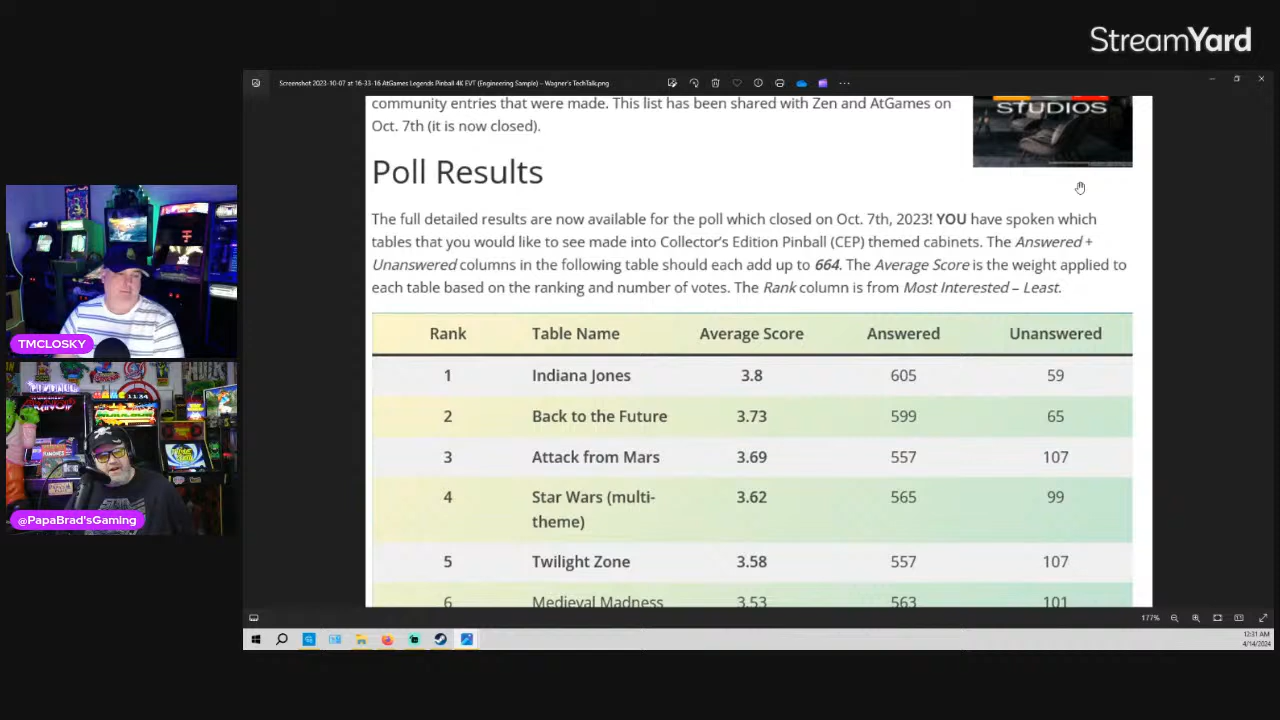 StreamYard
Screenshot 2023-10-07 at 16-33-16 AtGames Legends Pinball 4K EVT (Engineering Sample) – Wagner's TechTalk.png
community entries that were made. This list has been shared with Zen and AtGames on
Oct. 7th (it is now closed).
STUDIOS
Poll Results
The full detailed results are now available for the poll which closed on Oct. 7th, 2023! YOU have spoken which
tables that you would like to see made into Collector's Edition Pinball (CEP) themed cabinets. The Answered +
Unanswered columns in the following table should each add up to 664. The Average Score is the weight applied to
each table based on the ranking and number of votes. The Rank column is from Most Interested – Least.
Rank Table Name Average Score Answered Unanswered
1 Indiana Jones 3.8 605 59
2 Back to the Future 3.73 599 65
3 Attack from Mars 3.69 557 107
4 Star Wars (multi- 3.62 565 99
theme)
5 Twilight Zone 3.58 557 107
6 Medieval Madness 3.53 563 101
177%
12:31 AM
4/14/2024
TMCLOSKY
11:34
@PapaBrad'sGaming